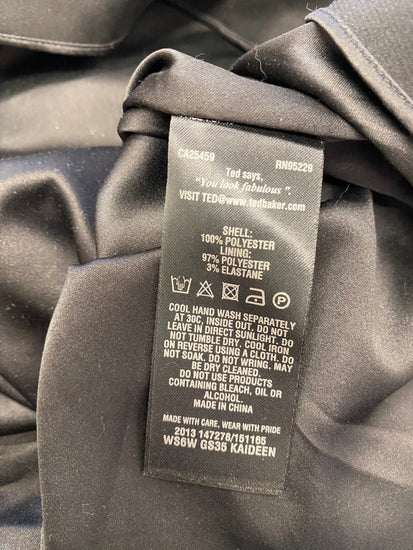 CA25459 RN95229
Ted says,
"You look fabulous".
VISIT TED@www.tedbaker.com
SHELL:
100% POLYESTER
LINING:
97% POLYESTER
3% ELASTANE
COOL HAND WASH SEPARATELY
AT 30C, INSIDE OUT, DO NOT
LEAVE IN DIRECT SUNLIGHT. DO
NOT TUMBLE DRY, COOL IRON
ON REVERSE USING A CLOTH. DO
NOT SOAK. DO NOT WRING. MAY
BE DRY CLEANED.
DO NOT USE PRODUCTS
CONTAINING BLEACH, OIL OR
ALCOHOL.
MADE IN CHINA
MADE WITH CARE, WEAR WITH PRIDE
2013 147278/151165
WS6W GS35 KAIDEEN